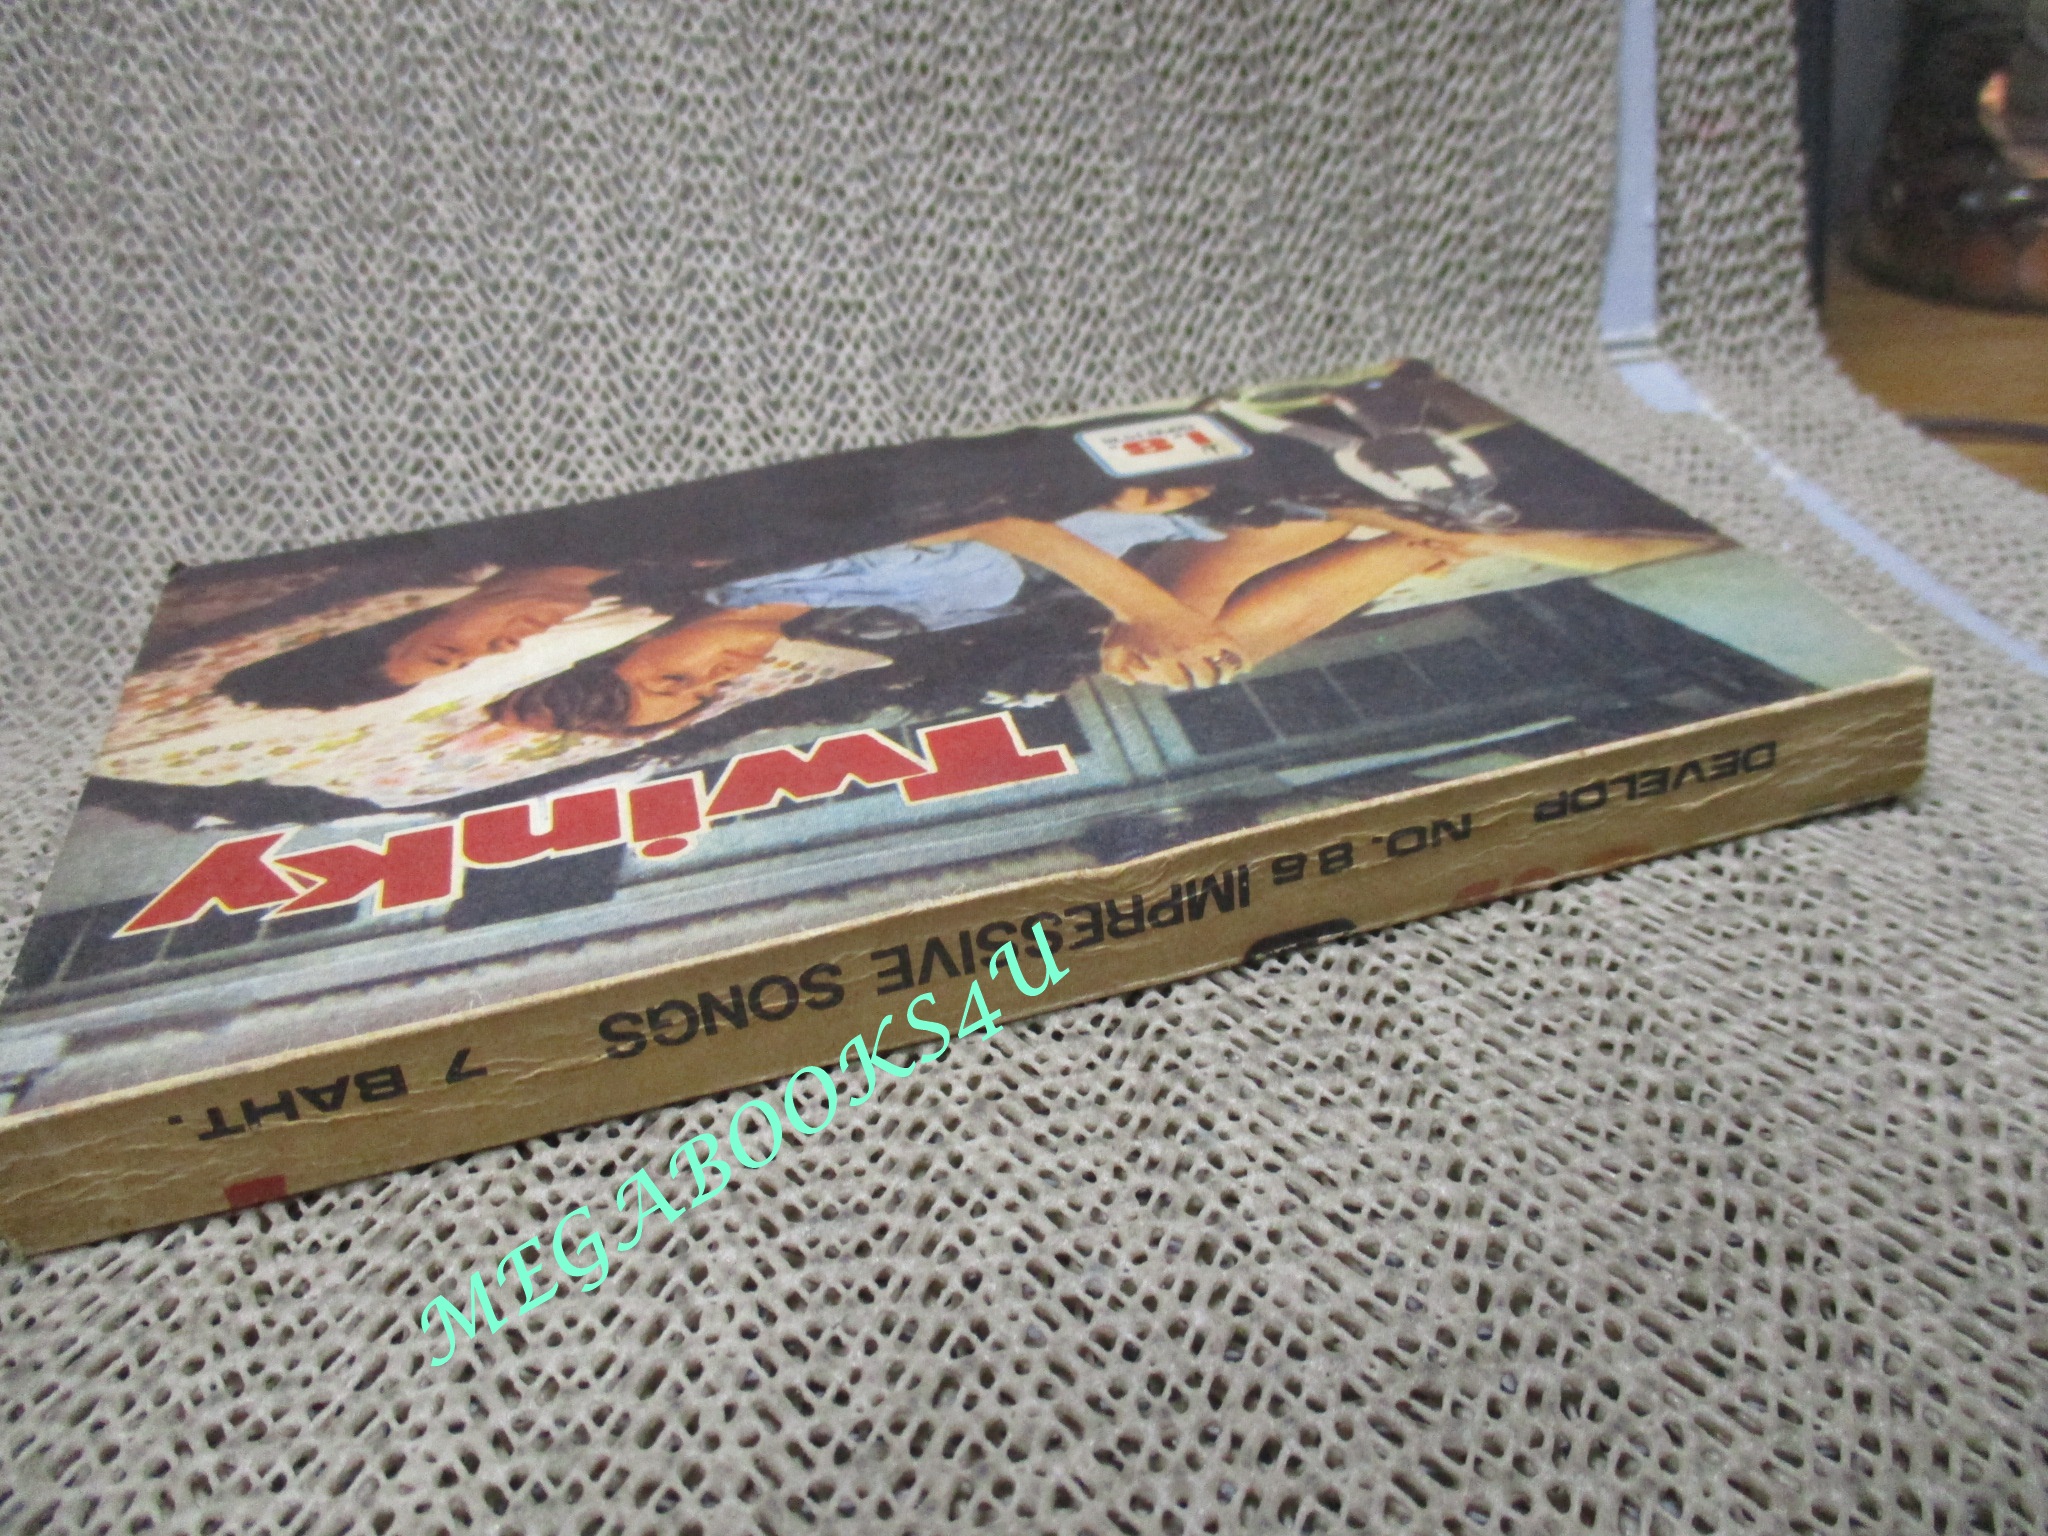 Twinky
DEVELOP NO. 86 IMPRESSIVE SONGS 7 BAHT.
MEGABOOKS4U